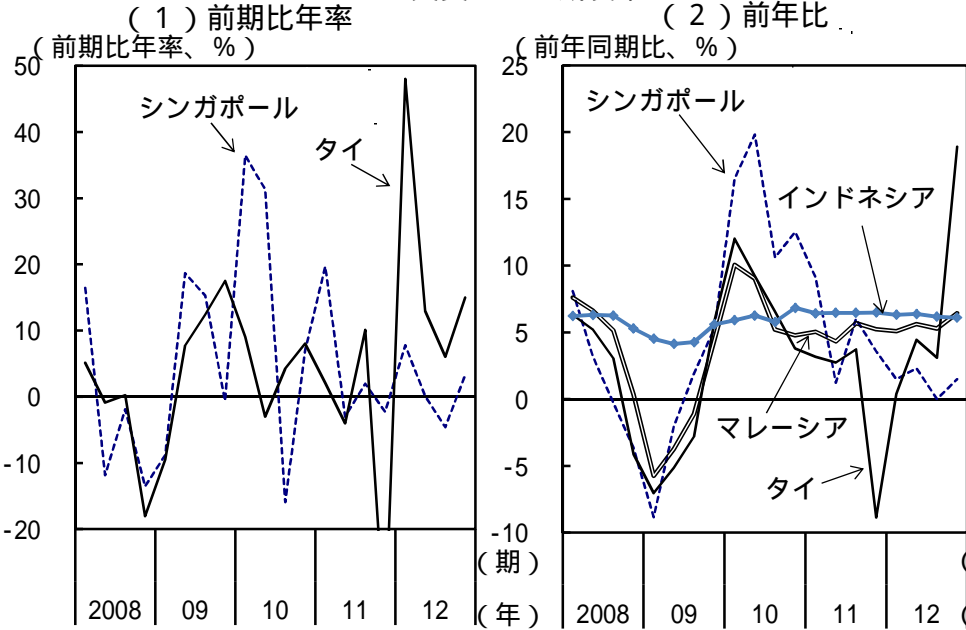 （１）前期比年率
（前期比年率、％）
50
40
30
20
10
0
-10
-20
シンガポール
タイ
2008
09
10
11
12
（期）
（年）
（２）前年比
（前年同期比、％）
25
20
15
10
5
0
-5
-10
シンガポール
インドネシア
マレーシア
タイ
2008
09
10
11
12